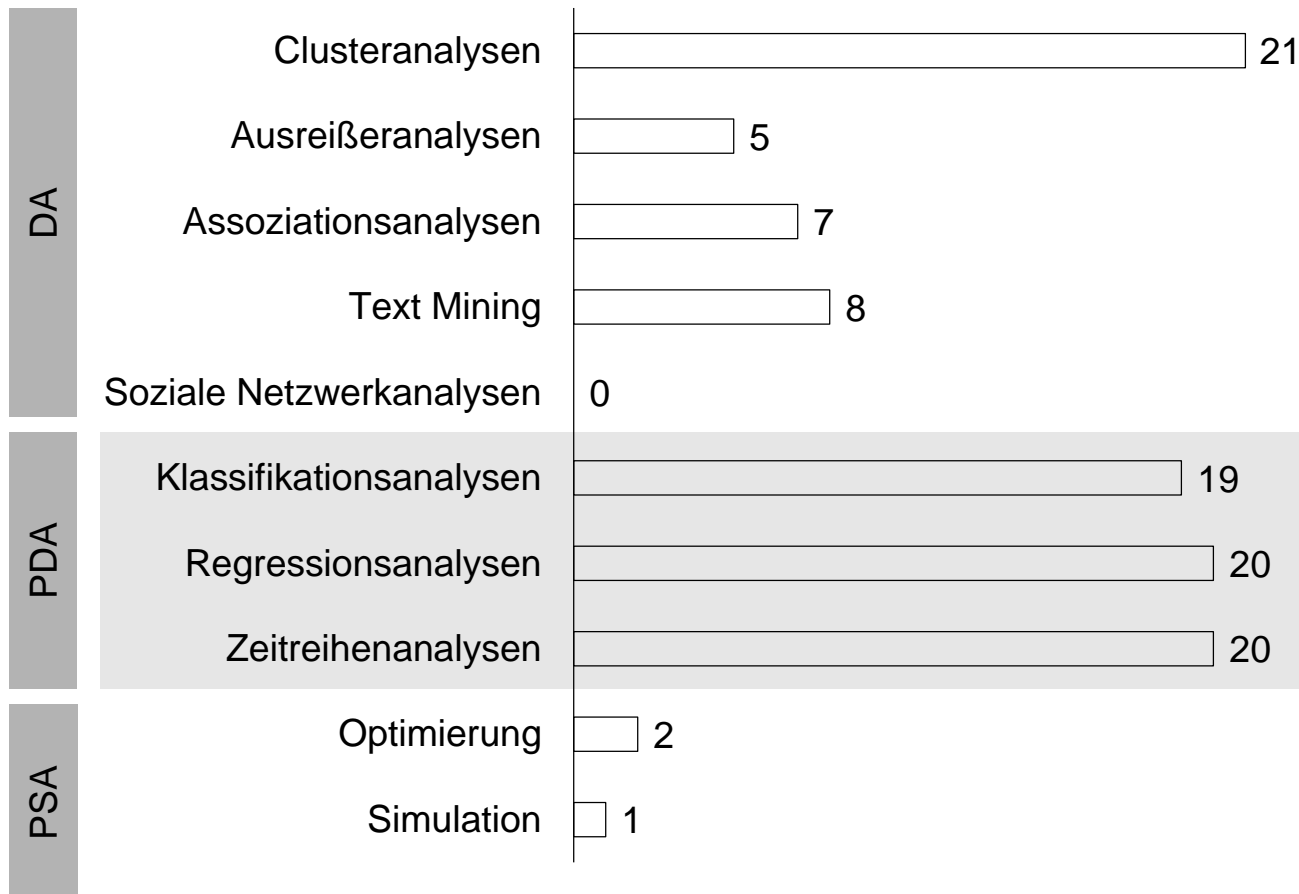 DA
Clusteranalysen 21
Ausreißeranalysen 5
Assoziationsanalysen 7
Text Mining 8
Soziale Netzwerkanalysen 0
PDA
Klassifikationsanalysen 19
Regressionsanalysen 20
Zeitreihenanalysen 20
PSA
Optimierung 2
Simulation 1